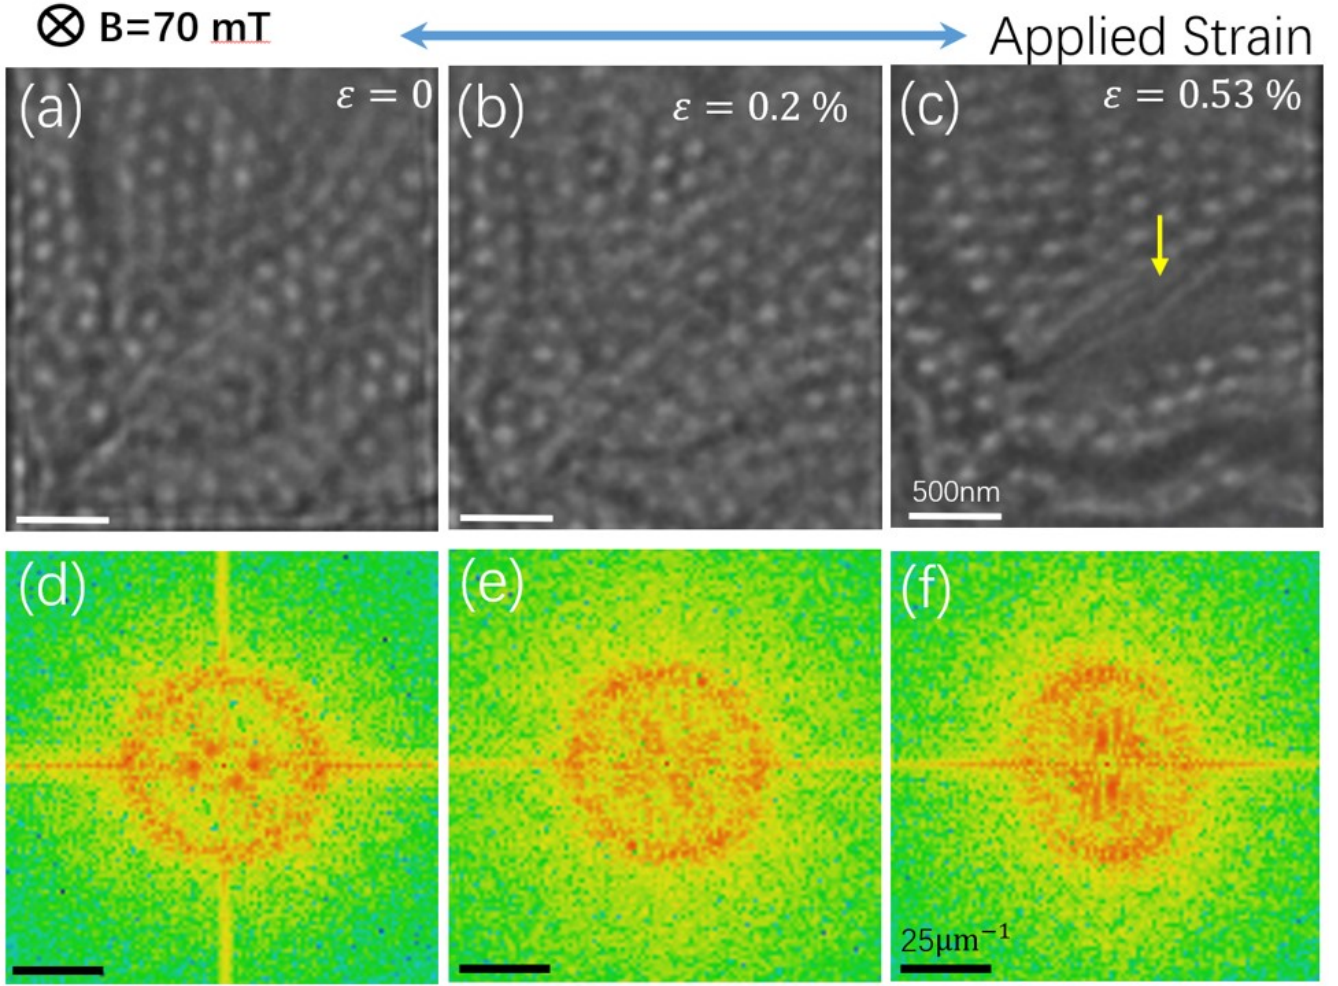 ⊗ B=70 mT
Applied Strain
(a) ε = 0
(b) ε = 0.2 %
(c) ε = 0.53 %
500nm
(d)
(e)
(f)
25μm⁻¹